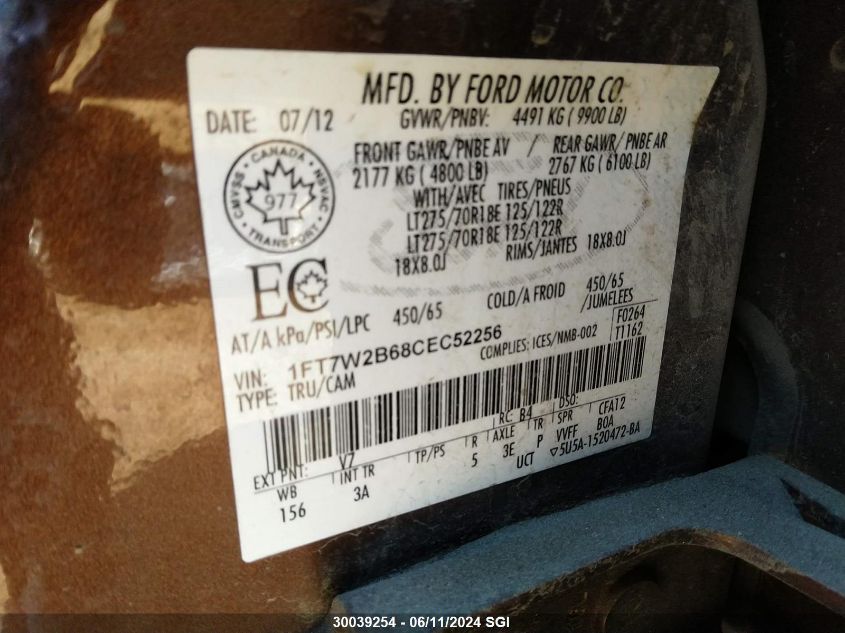 MFD. BY FORD MOTOR CO.
DATE: 07/12 GVWR/PNBV: 4491 KG ( 9900 LB)
FRONT GAWR/PNBE AV / REAR GAWR/ PNBE AR
2177 KG ( 4800 LB) 2767 KG ( 6100 LB)
WITH/AVEC TIRES/PNEUS
LT275/70R18E 125/122R
LT275/70R18E 125/122R
18X8.0J RIMS/JANTES 18X8.0J
CANADA
CMVSS NSVAC
977
TRANSPORT
EC
AT/A kPa/PSI/LPC 450/65 COLD/A FROID 450/65
/JUMELEES
VIN: 1FT7W2B68CEC52256 COMPLIES: ICES/NMB-002 F0264
TYPE: TRU/CAM T1162
RC: B4 DSO:
EXT PNT: V7 TP/PS R AXLE TR SPR CFA12
WB INT TR 5 3E P VVFF BOA
156 3A UCT ▽5U5A-1520472-BA
30039254 - 06/11/2024 SGI